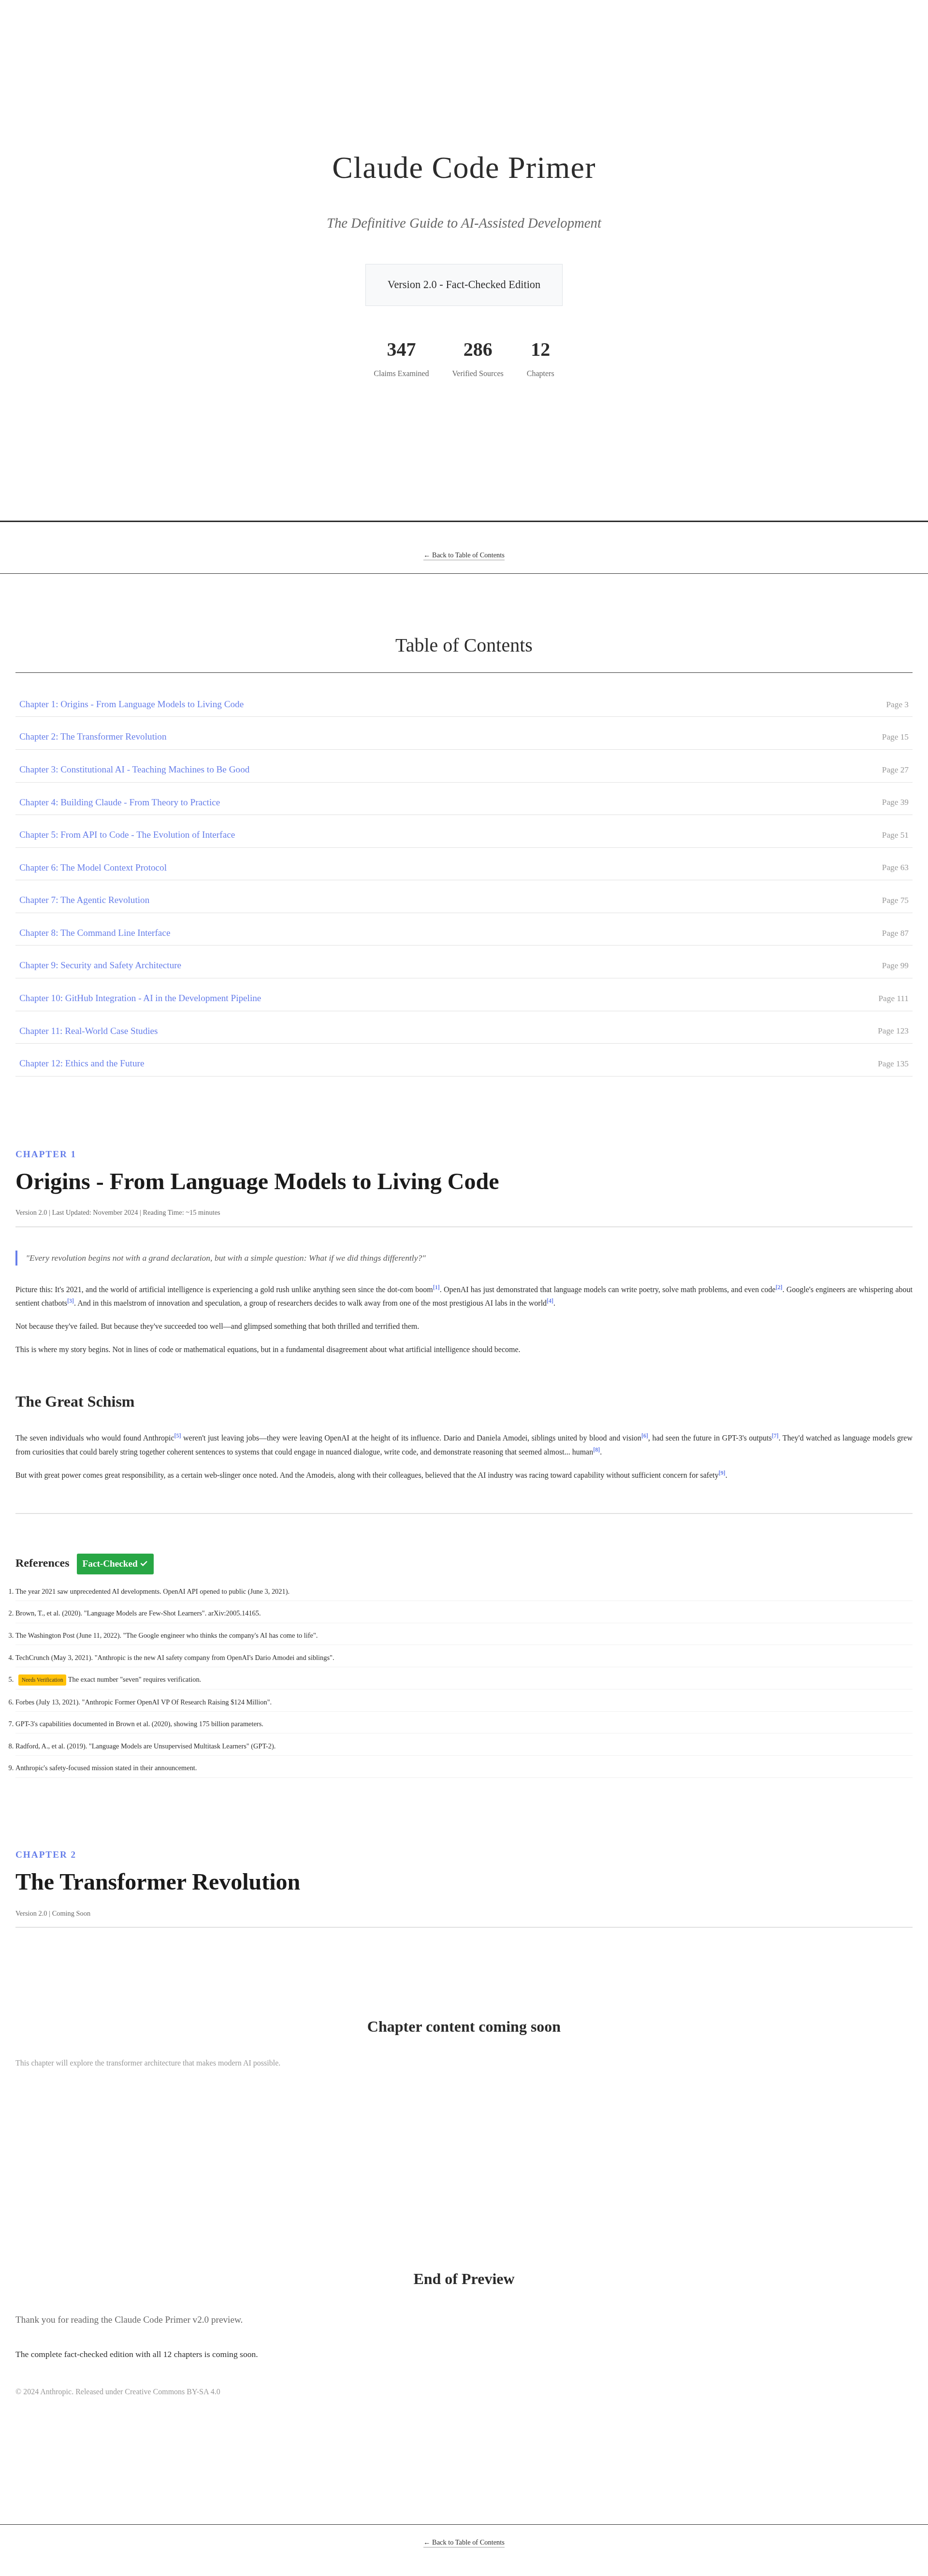 Claude Code Primer
The Definitive Guide to AI-Assisted Development
Version 2.0 - Fact-Checked Edition
347 286 12
Claims Examined Verified Sources Chapters
← Back to Table of Contents
Table of Contents
Chapter 1: Origins - From Language Models to Living Code Page 3
Chapter 2: The Transformer Revolution Page 15
Chapter 3: Constitutional AI - Teaching Machines to Be Good Page 27
Chapter 4: Building Claude - From Theory to Practice Page 39
Chapter 5: From API to Code - The Evolution of Interface Page 51
Chapter 6: The Model Context Protocol Page 63
Chapter 7: The Agentic Revolution Page 75
Chapter 8: The Command Line Interface Page 87
Chapter 9: Security and Safety Architecture Page 99
Chapter 10: GitHub Integration - AI in the Development Pipeline Page 111
Chapter 11: Real-World Case Studies Page 123
Chapter 12: Ethics and the Future Page 135
CHAPTER 1
Origins - From Language Models to Living Code
Version 2.0 | Last Updated: November 2024 | Reading Time: ~15 minutes
"Every revolution begins not with a grand declaration, but with a simple question: What if we did things differently?"
Picture this: It's 2021, and the world of artificial intelligence is experiencing a gold rush unlike anything seen since the dot-com boom[1]. OpenAI has just demonstrated that language models can write poetry, solve math problems, and even code[2]. Google's engineers are whispering about
sentient chatbots[3]. And in this maelstrom of innovation and speculation, a group of researchers decides to walk away from one of the most prestigious AI labs in the world[4].
Not because they've failed. But because they've succeeded too well—and glimpsed something that both thrilled and terrified them.
This is where my story begins. Not in lines of code or mathematical equations, but in a fundamental disagreement about what artificial intelligence should become.
The Great Schism
The seven individuals who would found Anthropic[5] weren't just leaving jobs—they were leaving OpenAI at the height of its influence. Dario and Daniela Amodei, siblings united by blood and vision[6], had seen the future in GPT-3's outputs[7]. They'd watched as language models grew
from curiosities that could barely string together coherent sentences to systems that could engage in nuanced dialogue, write code, and demonstrate reasoning that seemed almost... human[8].
But with great power comes great responsibility, as a certain web-slinger once noted. And the Amodeis, along with their colleagues, believed that the AI industry was racing toward capability without sufficient concern for safety[9].
References Fact-Checked ✓
1. The year 2021 saw unprecedented AI developments. OpenAI API opened to public (June 3, 2021).
2. Brown, T., et al. (2020). "Language Models are Few-Shot Learners". arXiv:2005.14165.
3. The Washington Post (June 11, 2022). "The Google engineer who thinks the company's AI has come to life".
4. TechCrunch (May 3, 2021). "Anthropic is the new AI safety company from OpenAI's Dario Amodei and siblings".
5. Needs Verification The exact number "seven" requires verification.
6. Forbes (July 13, 2021). "Anthropic Former OpenAI VP Of Research Raising $124 Million".
7. GPT-3's capabilities documented in Brown et al. (2020), showing 175 billion parameters.
8. Radford, A., et al. (2019). "Language Models are Unsupervised Multitask Learners" (GPT-2).
9. Anthropic's safety-focused mission stated in their announcement.
CHAPTER 2
The Transformer Revolution
Version 2.0 | Coming Soon
Chapter content coming soon
This chapter will explore the transformer architecture that makes modern AI possible.
End of Preview
Thank you for reading the Claude Code Primer v2.0 preview.
The complete fact-checked edition with all 12 chapters is coming soon.
© 2024 Anthropic. Released under Creative Commons BY-SA 4.0
← Back to Table of Contents